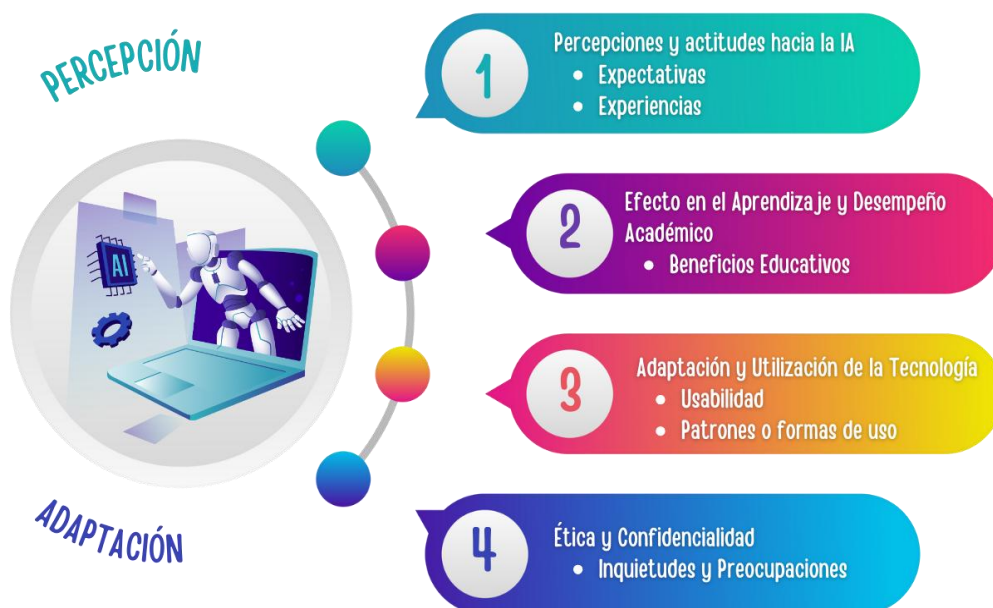 PERCEPCIÓN
1
Percepciones y actitudes hacia la IA
• Expectativas
• Experiencias
AI
2
Efecto en el Aprendizaje y Desempeño
Académico
• Beneficios Educativos
3
Adaptación y Utilización de la Tecnología
• Usabilidad
• Patrones o formas de uso
ADAPTACIÓN
4
Ética y Confidencialidad
• Inquietudes y Preocupaciones